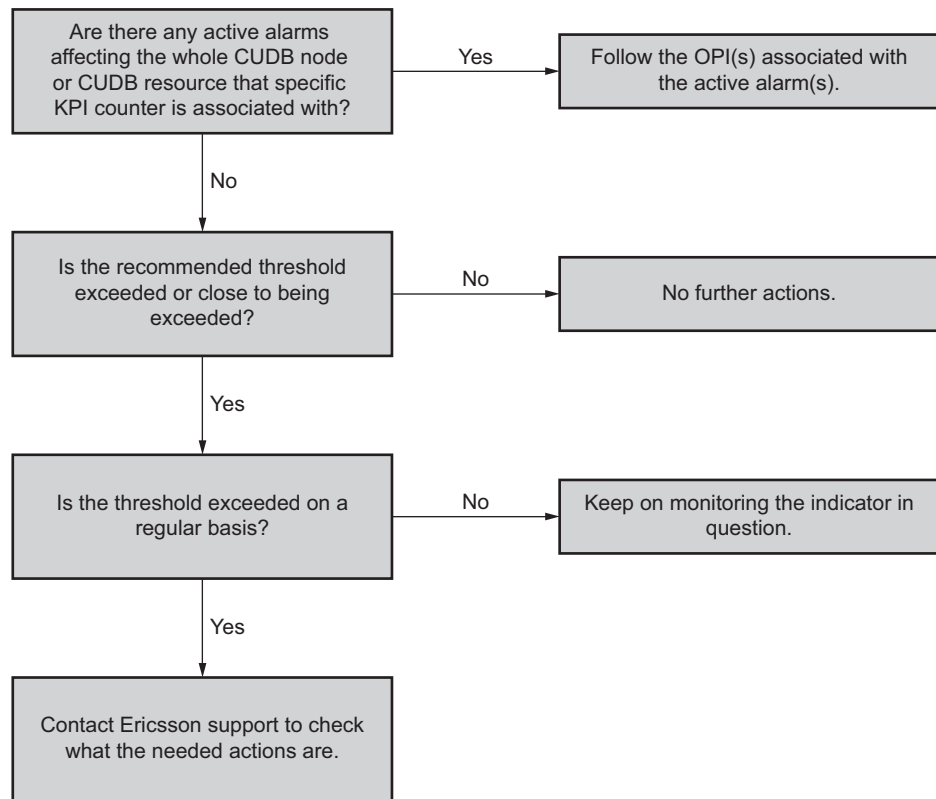 Are there any active alarms
affecting the whole CUDB node
or CUDB resource that specific
KPI counter is associated with?
Yes
Follow the OPI(s) associated with
the active alarm(s).
No
Is the recommended threshold
exceeded or close to being
exceeded?
No
No further actions.
Yes
Is the threshold exceeded on a
regular basis?
No
Keep on monitoring the indicator in
question.
Yes
Contact Ericsson support to check
what the needed actions are.